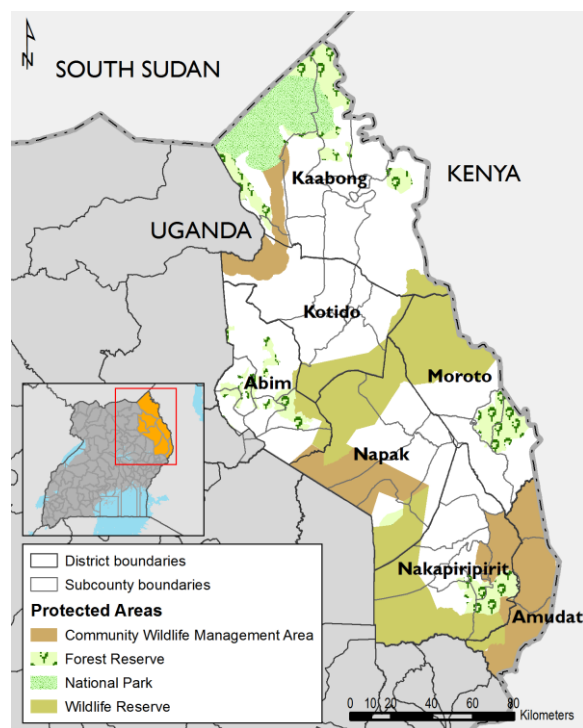 N
SOUTH SUDAN
KENYA
UGANDA
Kaabong
Kotido
Abim
Moroto
Napak
Nakapiripirit
Amudat
District boundaries
Subcounty boundaries
Protected Areas
Community Wildlife Management Area
Forest Reserve
National Park
Wildlife Reserve
0 10 20 40 60 80
Kilometers